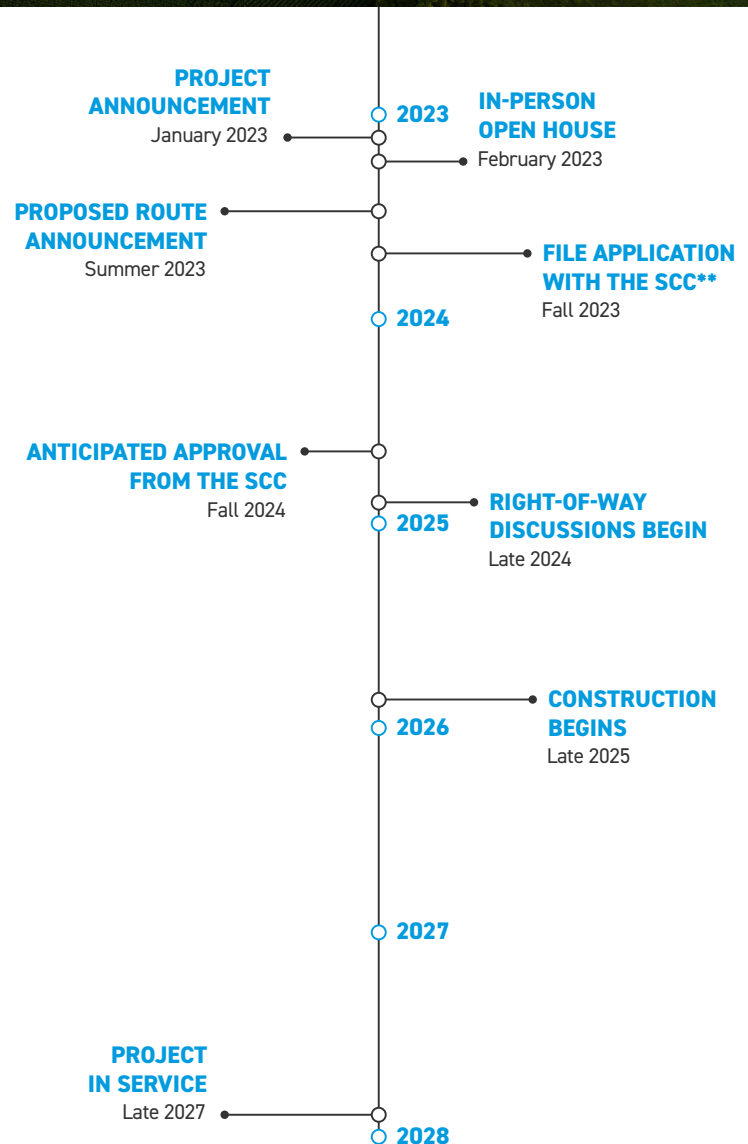 2023
PROJECT
ANNOUNCEMENT
January 2023
IN-PERSON
OPEN HOUSE
February 2023
PROPOSED ROUTE
ANNOUNCEMENT
Summer 2023
FILE APPLICATION
WITH THE SCC**
Fall 2023
2024
ANTICIPATED APPROVAL
FROM THE SCC
Fall 2024
RIGHT-OF-WAY
DISCUSSIONS BEGIN
Late 2024
2025
CONSTRUCTION
BEGINS
Late 2025
2026
2027
PROJECT
IN SERVICE
Late 2027
2028